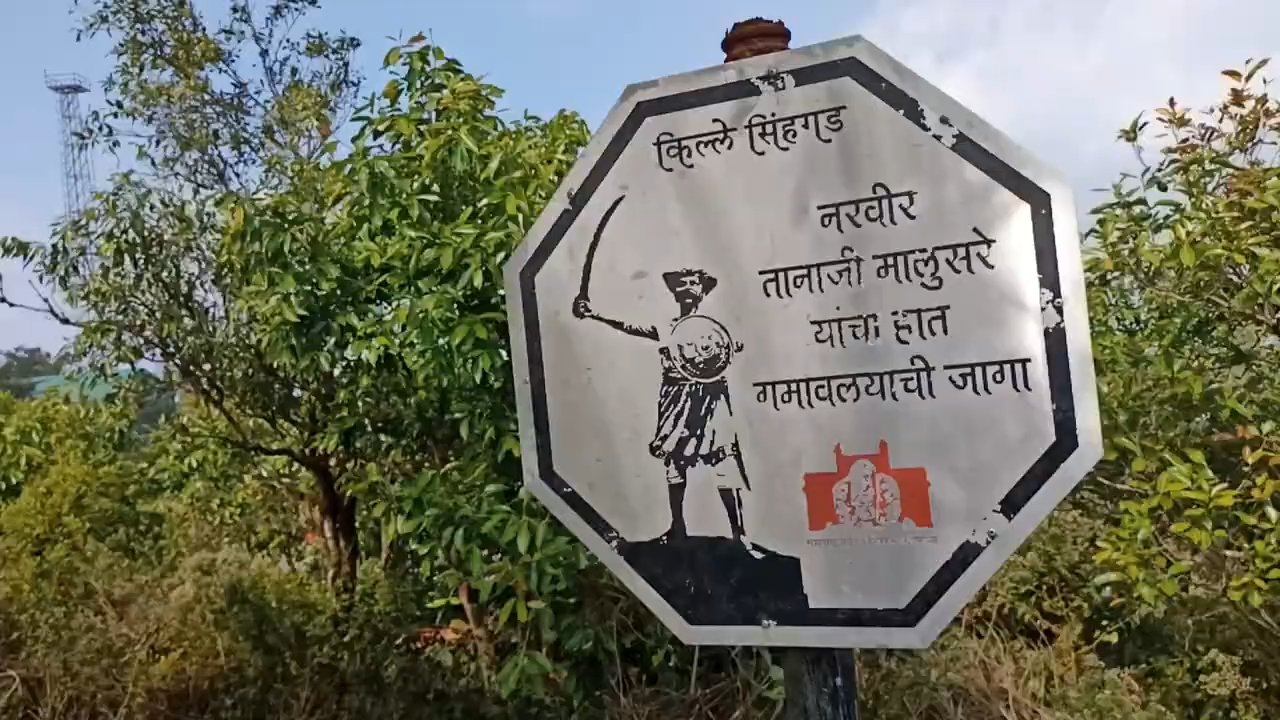 किल्ले सिंहगड
नरवीर
तानाजी मालुसरे
यांचा हात
गमावलयाची जागा